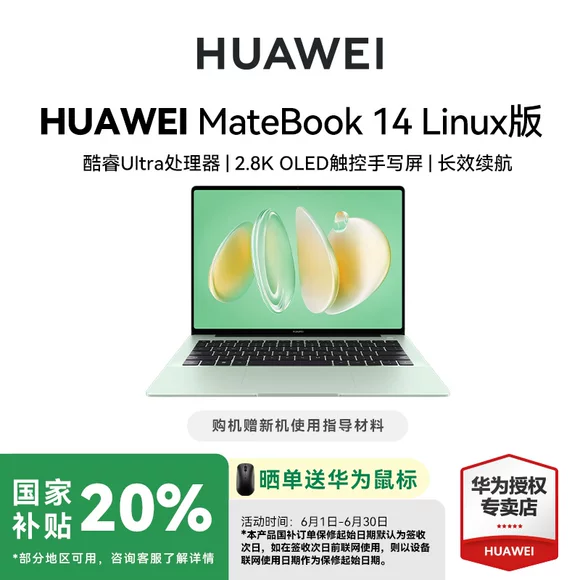 HUAWEI
HUAWEI MateBook 14 Linux版
酷睿Ultra处理器 | 2.8K OLED触控手写屏 | 长效续航
购机赠新机使用指导材料
国家补贴 20%
*部分地区可用，咨询客服了解详情
晒单送华为鼠标
活动时间：6月1日-6月30日
*本产品国补订单保修起始日期默认为签收
次日，如在签收次日前联网使用，则以设备
联网使用日期作为保修起始日期。
华为授权
专卖店
HUAWEI